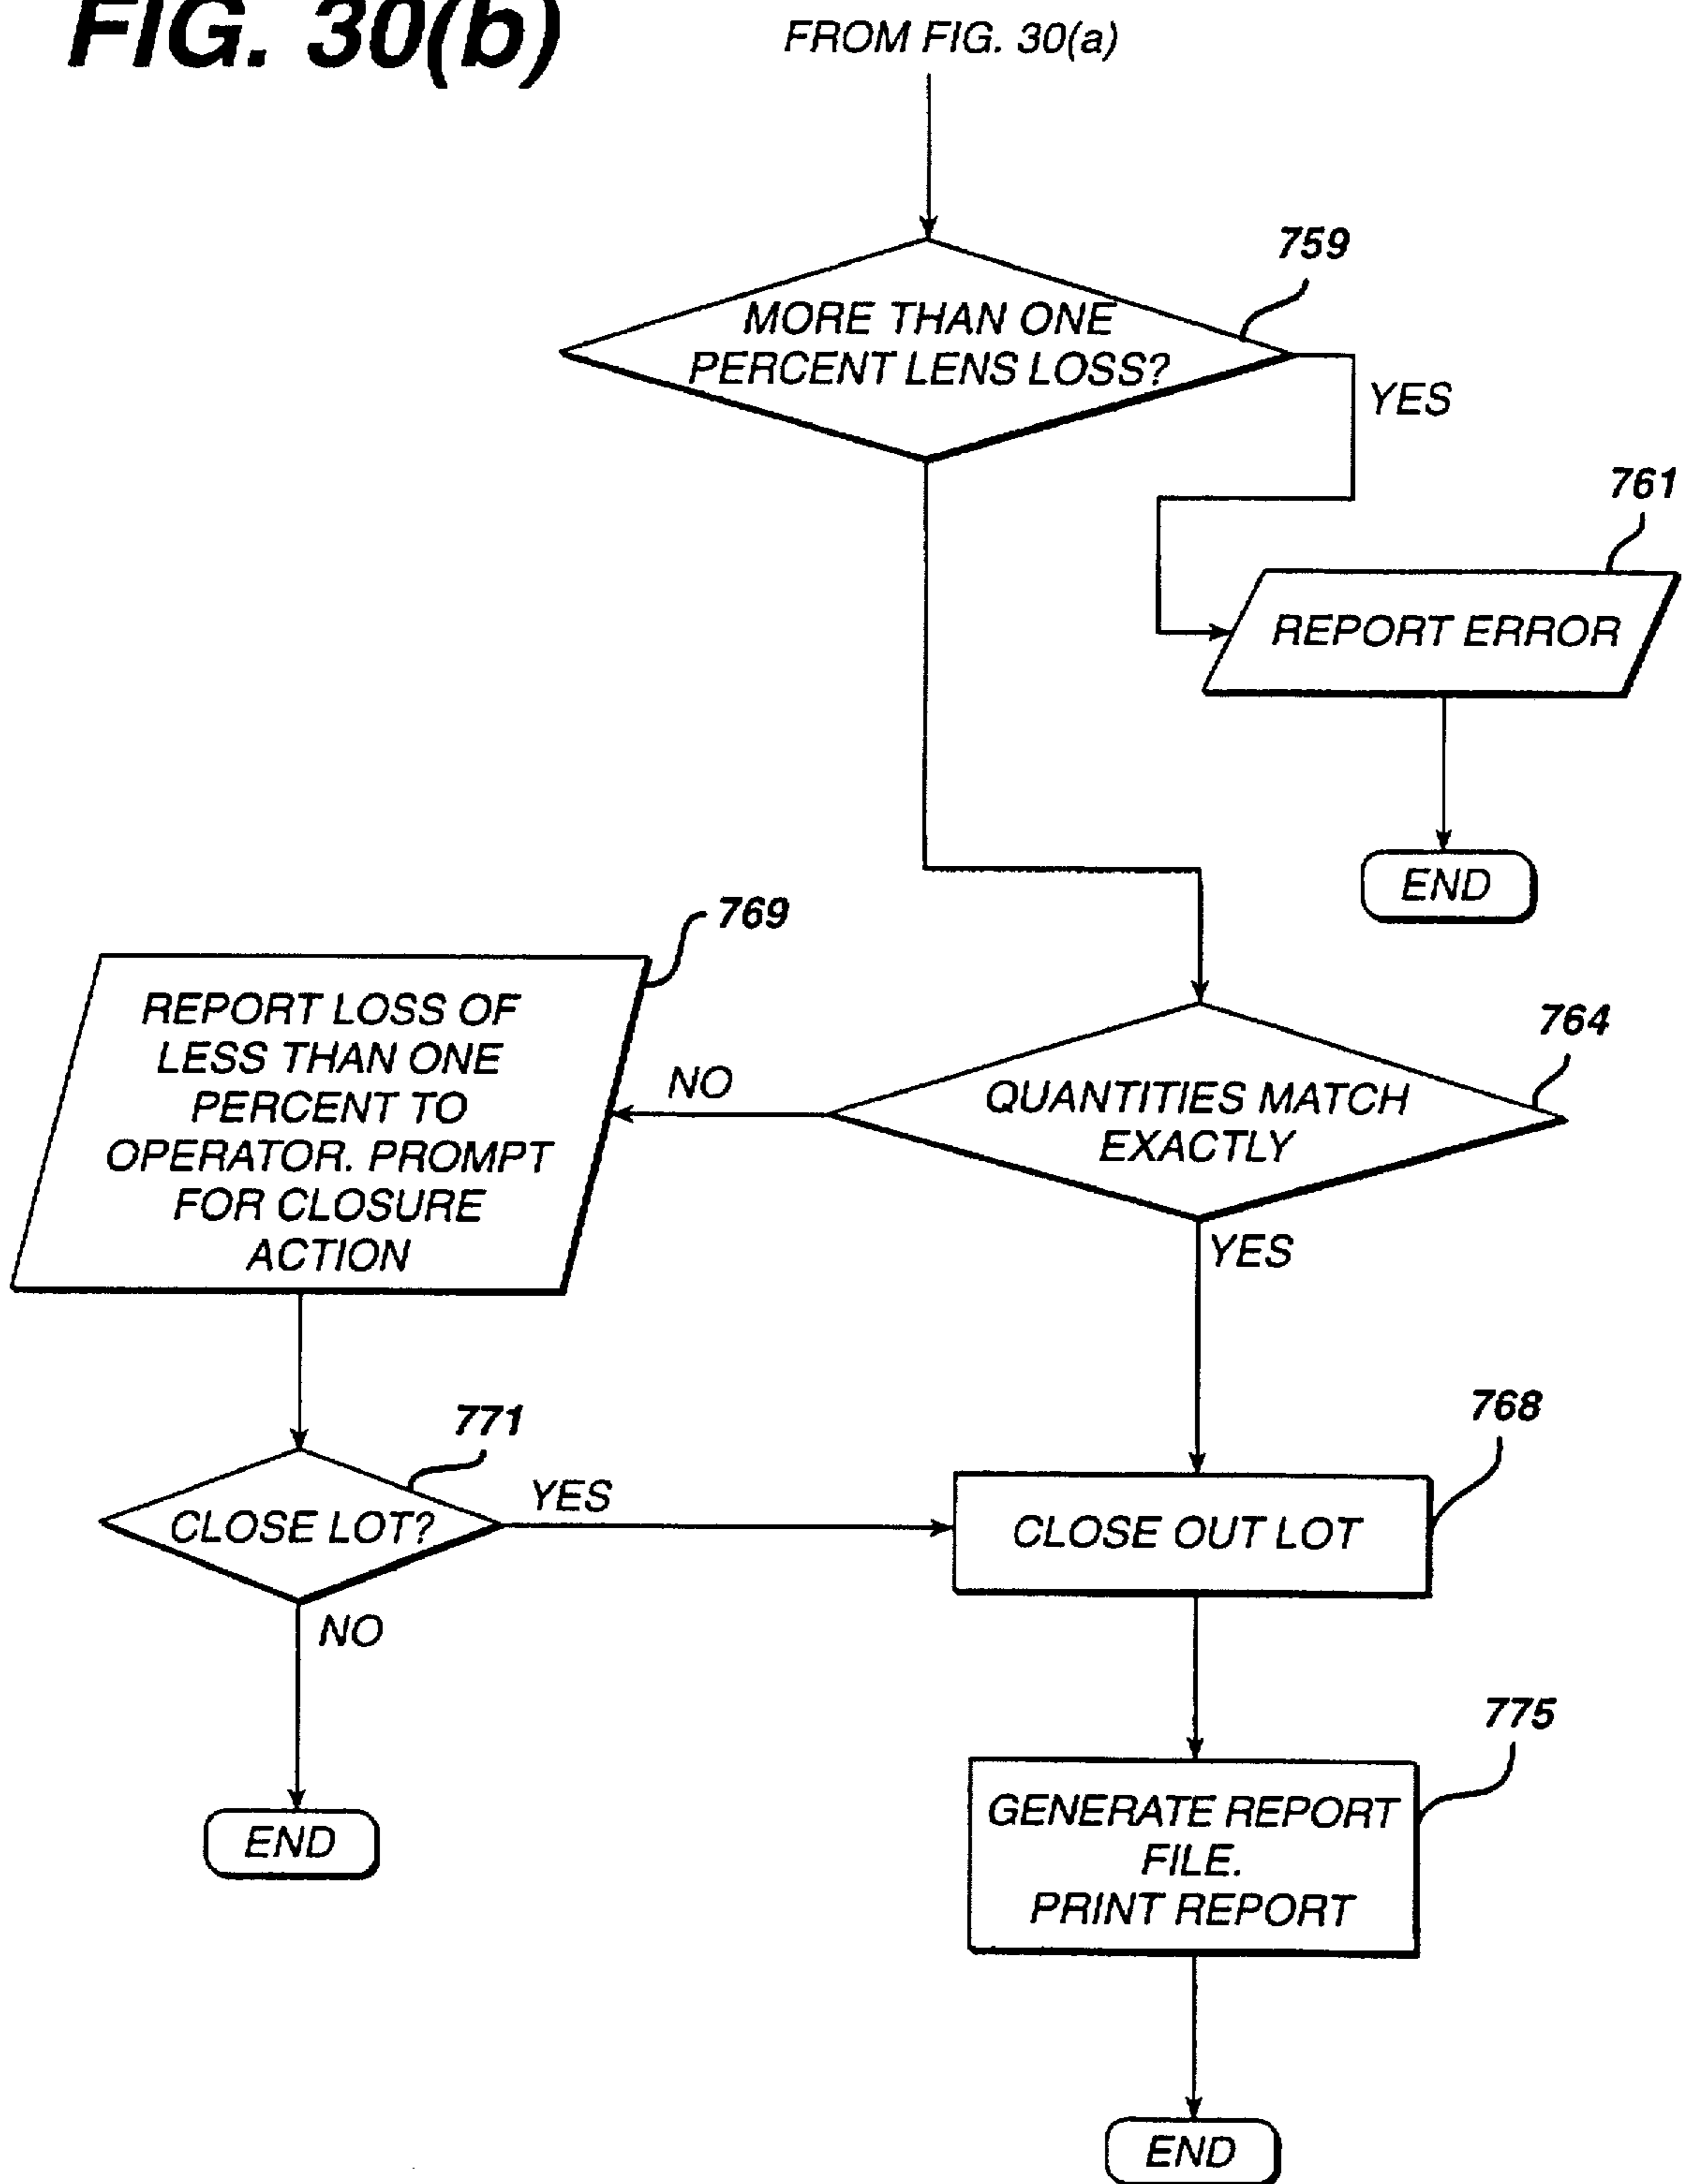 FIG. 30(b)
FROM FIG. 30(a)
759
MORE THAN ONE
PERCENT LENS LOSS?
YES
761
REPORT ERROR
END
769
REPORT LOSS OF
LESS THAN ONE
PERCENT TO
OPERATOR. PROMPT
FOR CLOSURE
ACTION
NO
764
QUANTITIES MATCH
EXACTLY
YES
771
CLOSE LOT?
YES
768
CLOSE OUT LOT
NO
END
775
GENERATE REPORT
FILE.
PRINT REPORT
END